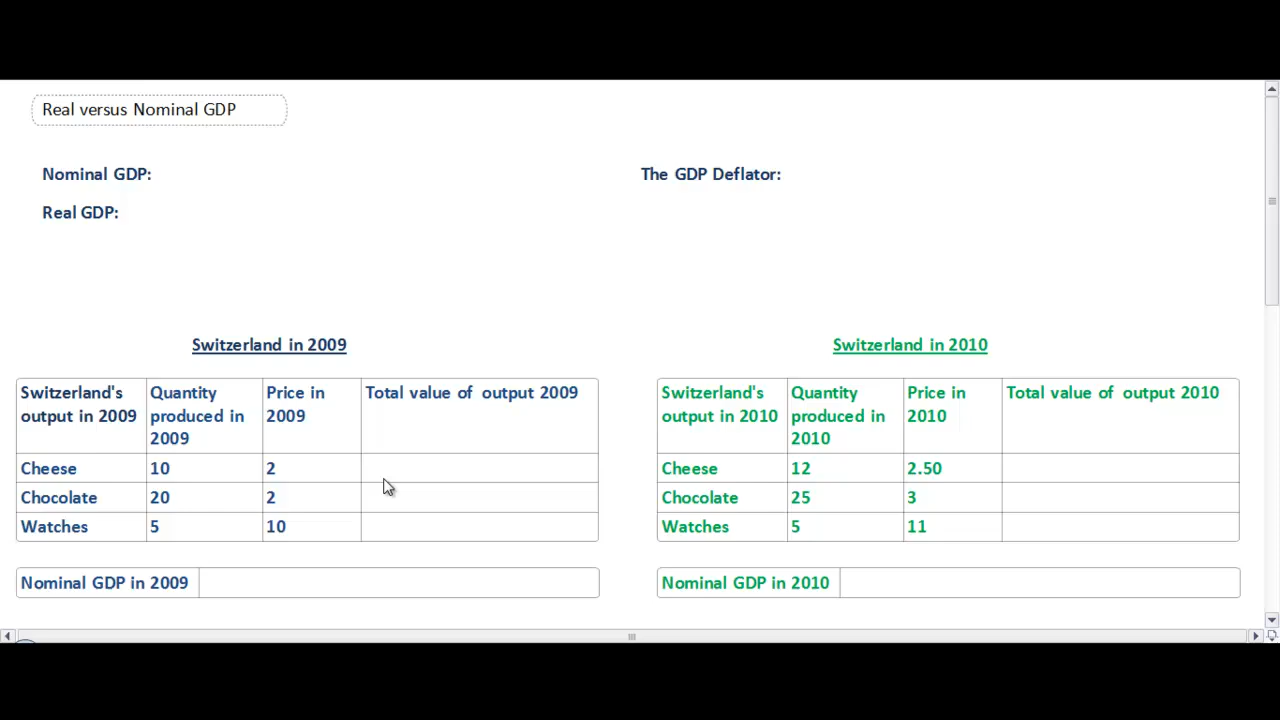 Real versus Nominal GDP
Nominal GDP:
The GDP Deflator:
Real GDP:
Switzerland in 2009
Switzerland's output in 2009 Quantity produced in 2009 Price in 2009 Total value of output 2009
Cheese 10 2
Chocolate 20 2
Watches 5 10
Nominal GDP in 2009
Switzerland in 2010
Switzerland's output in 2010 Quantity produced in 2010 Price in 2010 Total value of output 2010
Cheese 12 2.50
Chocolate 25 3
Watches 5 11
Nominal GDP in 2010